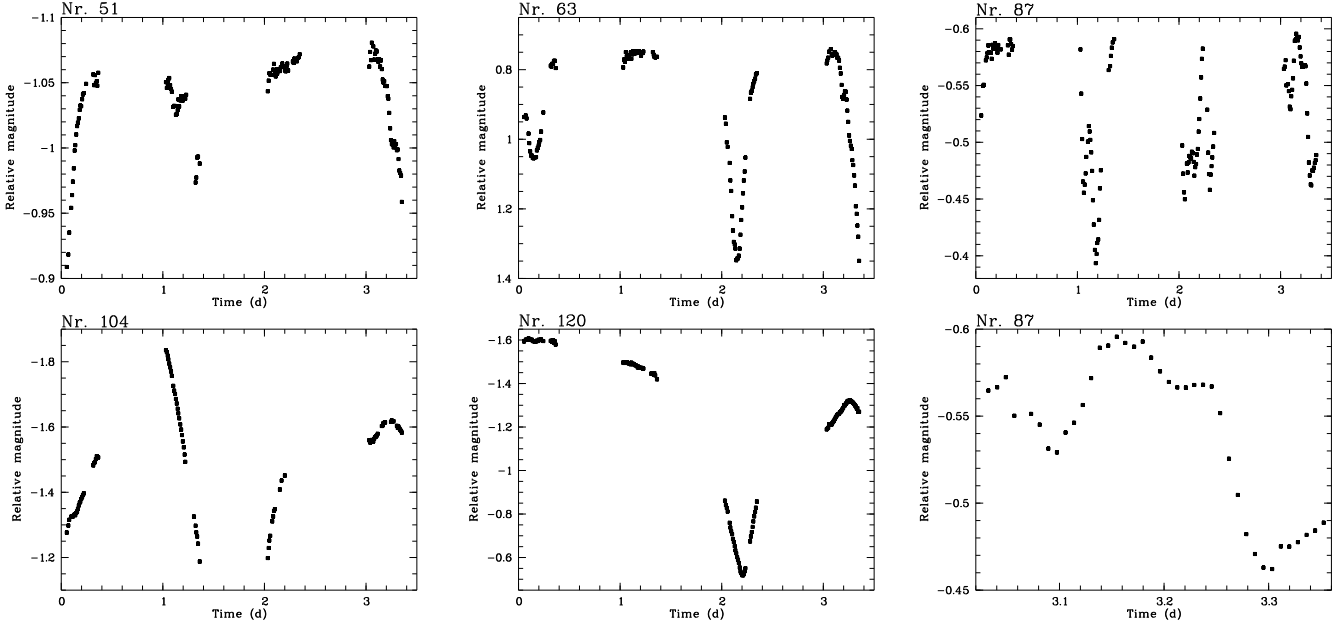 Nr. 51
-1.1
-1.05
-1
-0.95
-0.9
Relative magnitude
0 1 2 3
Time (d)
Nr. 63
0.8
1
1.2
1.4
Relative magnitude
0 1 2 3
Time (d)
Nr. 87
-0.6
-0.55
-0.5
-0.45
-0.4
Relative magnitude
0 1 2 3
Time (d)
Nr. 104
-1.8
-1.6
-1.4
-1.2
Relative magnitude
0 1 2 3
Time (d)
Nr. 120
-1.6
-1.4
-1.2
-1
-0.8
-0.6
Relative magnitude
0 1 2 3
Time (d)
Nr. 87
-0.6
-0.55
-0.5
-0.45
Relative magnitude
3.1 3.2 3.3
Time (d)